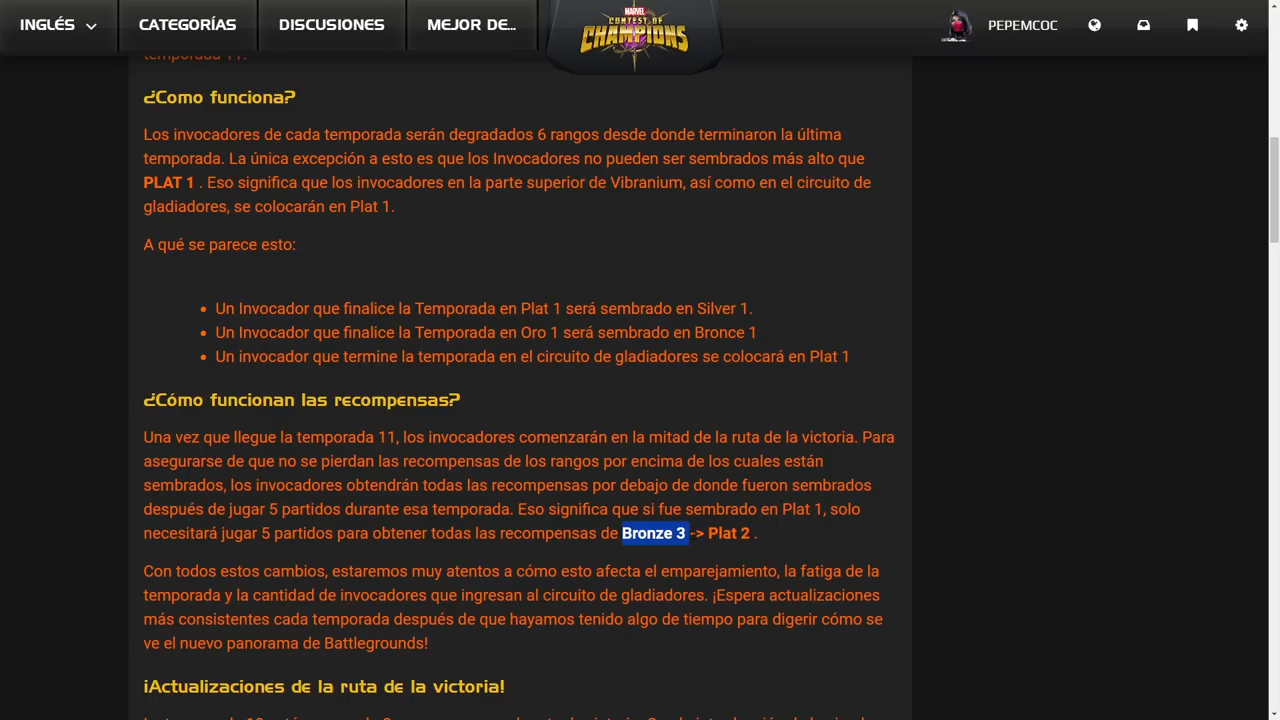 INGLÉS CATEGORÍAS DISCUSIONES MEJOR DE... MARVEL CONTEST OF CHAMPIONS PEPEMCOC
temporada 11.
¿Como funciona?
Los invocadores de cada temporada serán degradados 6 rangos desde donde terminaron la última
temporada. La única excepción a esto es que los Invocadores no pueden ser sembrados más alto que
PLAT 1 . Eso significa que los invocadores en la parte superior de Vibranium, así como en el circuito de
gladiadores, se colocarán en Plat 1.
A qué se parece esto:
• Un Invocador que finalice la Temporada en Plat 1 será sembrado en Silver 1.
• Un Invocador que finalice la Temporada en Oro 1 será sembrado en Bronce 1
• Un invocador que termine la temporada en el circuito de gladiadores se colocará en Plat 1
¿Cómo funcionan las recompensas?
Una vez que llegue la temporada 11, los invocadores comenzarán en la mitad de la ruta de la victoria. Para
asegurarse de que no se pierdan las recompensas de los rangos por encima de los cuales están
sembrados, los invocadores obtendrán todas las recompensas por debajo de donde fueron sembrados
después de jugar 5 partidos durante esa temporada. Eso significa que si fue sembrado en Plat 1, solo
necesitará jugar 5 partidos para obtener todas las recompensas de Bronze 3 -> Plat 2 .
Con todos estos cambios, estaremos muy atentos a cómo esto afecta el emparejamiento, la fatiga de la
temporada y la cantidad de invocadores que ingresan al circuito de gladiadores. ¡Espera actualizaciones
más consistentes cada temporada después de que hayamos tenido algo de tiempo para digerir cómo se
ve el nuevo panorama de Battlegrounds!
¡Actualizaciones de la ruta de la victoria!